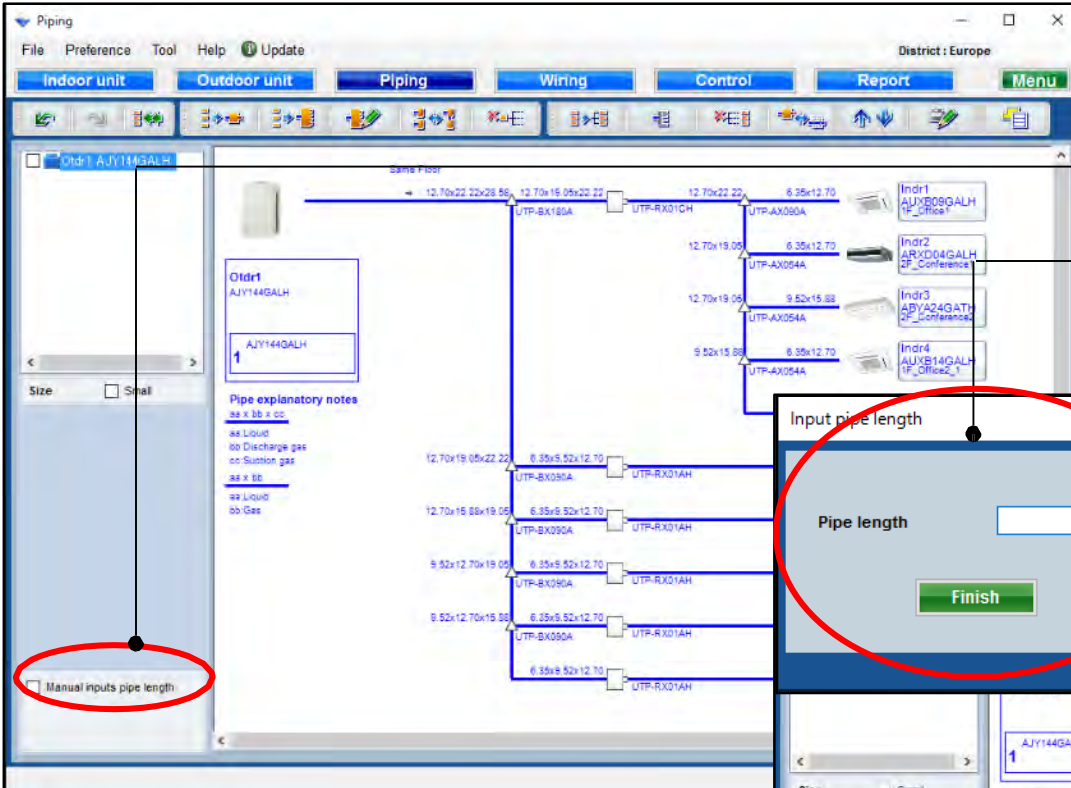 Piping
File Preference Tool Help Update District : Europe
Indoor unit Outdoor unit Piping Wiring Control Report Menu
Otdr1 AJY144GALH
Same Floor
12.70x22.22x28.58 12.70x19.05x22.22 12.70x22.22 6.35x12.70
UTP-BX180A UTP-RX01CH UTP-AX090A
Indr1
AUXB09GALH
1F_Office1
12.70x19.05 6.35x12.70
UTP-AX054A
Indr2
ARXD04GALH
2F_Conference1
12.70x19.05 9.52x15.88
UTP-AX054A
Indr3
ABYA24GATH
2F_Conference2
9.52x15.88 6.35x12.70
UTP-AX054A
Indr4
AUXB14GALH
1F_Office2_1
Otdr1
AJY144GALH
AJY144GALH
1
Size Small
Pipe explanatory notes
aa x bb x cc
aa:Liquid
bb:Discharge gas
cc:Suction gas
aa x bb
aa:Liquid
bb:Gas
12.70x19.05x22.22 6.35x9.52x12.70
UTP-BX090A UTP-RX01AH
12.70x15.88x19.05 6.35x9.52x12.70
UTP-BX090A UTP-RX01AH
9.52x12.70x19.05 6.35x9.52x12.70
UTP-BX090A UTP-RX01AH
9.52x12.70x15.88 6.35x9.52x12.70
UTP-BX090A UTP-RX01AH
6.35x9.52x12.70
UTP-RX01AH
Manual inputs pipe length
Input pipe length
Pipe length
Finish
AJY144GA
1